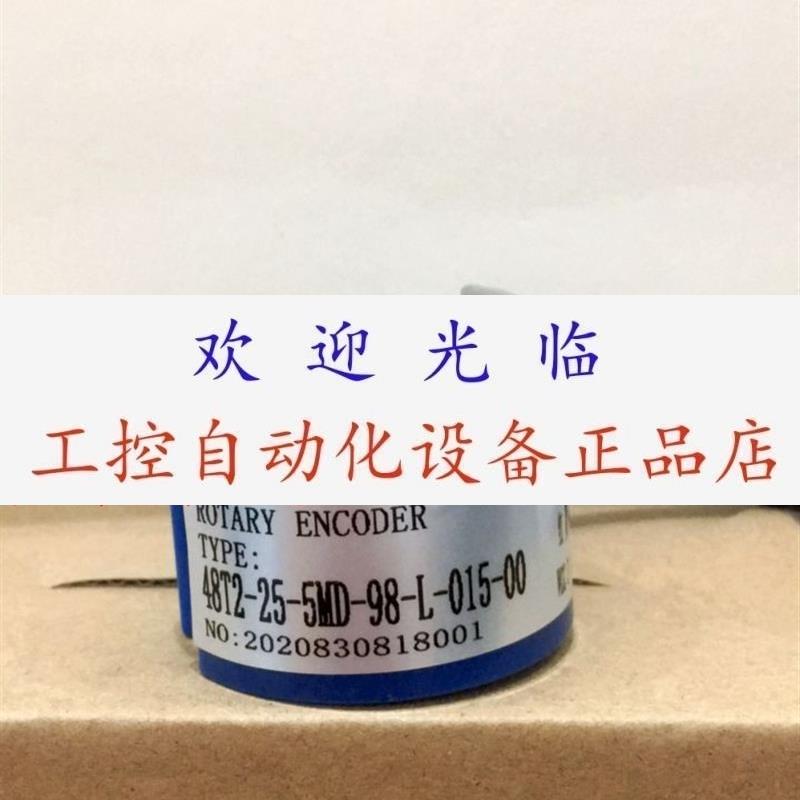 欢迎光临
工控自动化设备正品店
ROTARY ENCODER
TYPE:
48T2-25-5MD-98-L-015-00
NO:2020830818001